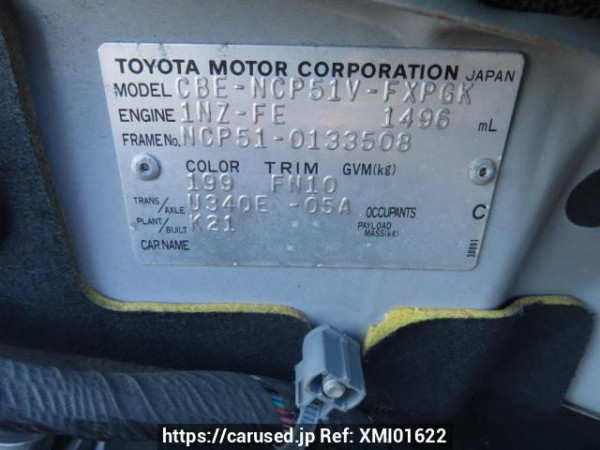 TOYOTA MOTOR CORPORATION JAPAN
MODEL CBE-NCP51V-FXPGK
ENGINE 1NZ-FE 1496 mL
FRAME No. NCP51-0133508
COLOR TRIM GVM(kg)
199 FN10
TRANS/AXLE U340E -05A OCCUPANTS C
PLANT/BUILT K21 PAYLOAD MASS(kg)
CAR NAME
https://carused.jp Ref: XMI01622